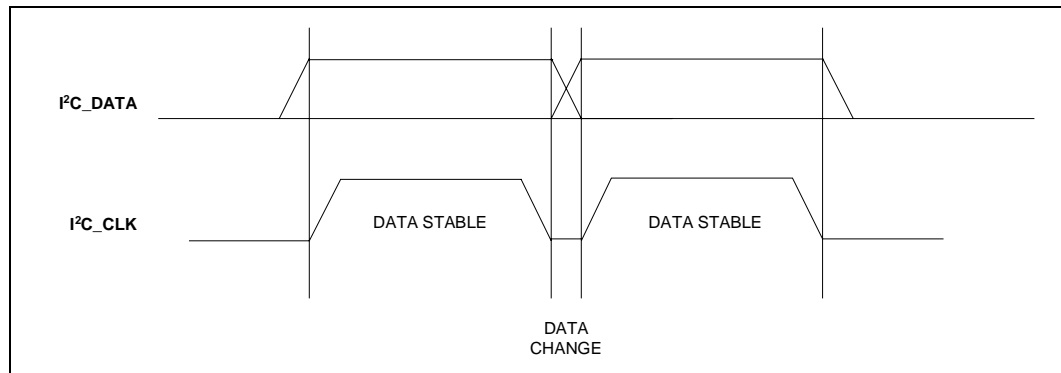 I²C_DATA
I²C_CLK
DATA STABLE
DATA STABLE
DATA
CHANGE